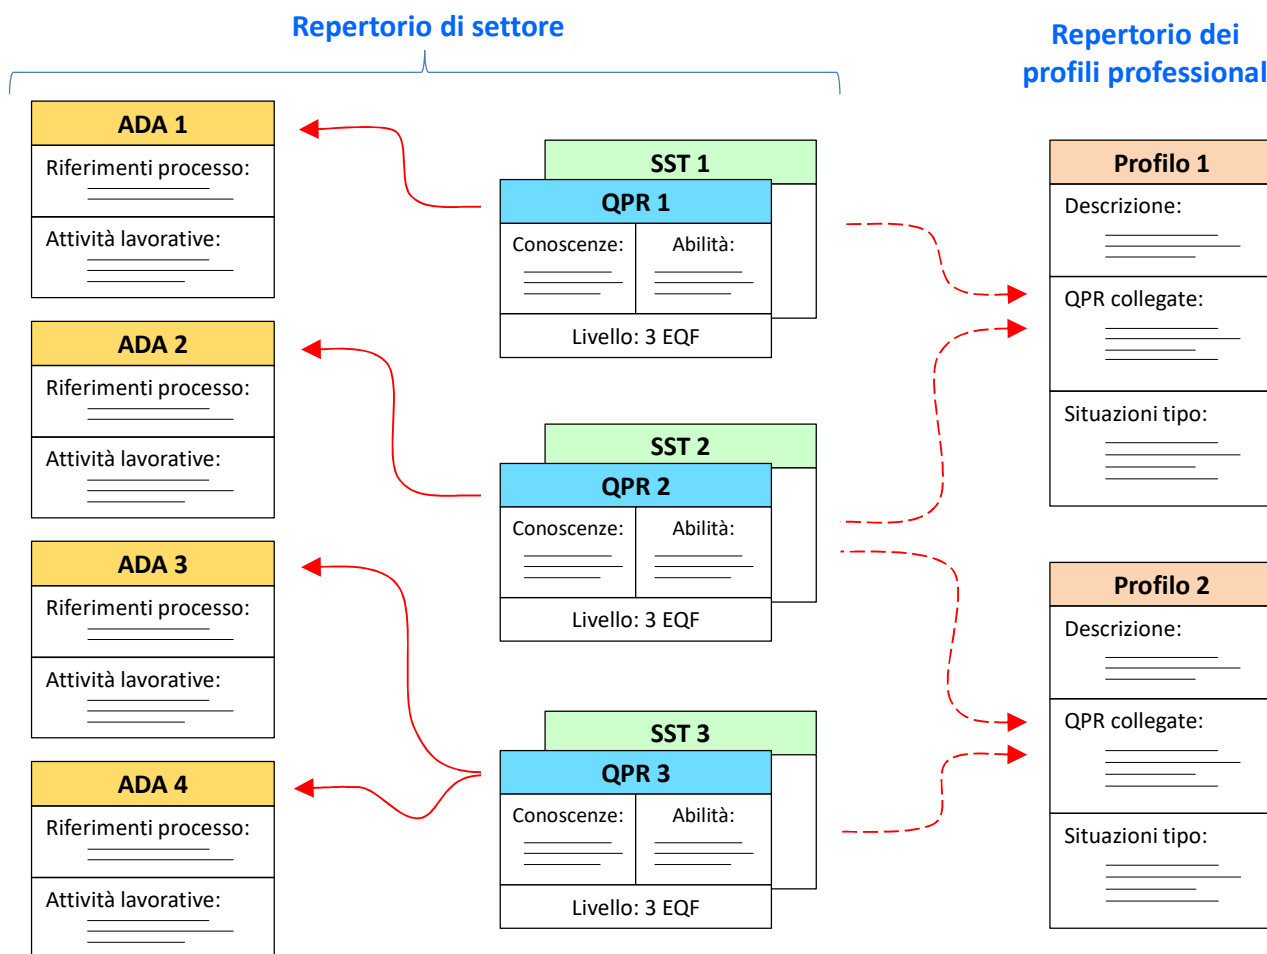 Repertorio di settore
Repertorio dei
profili professional
ADA 1
Riferimenti processo:
Attività lavorative:
ADA 2
Riferimenti processo:
Attività lavorative:
ADA 3
Riferimenti processo:
Attività lavorative:
ADA 4
Riferimenti processo:
Attività lavorative:
SST 1
QPR 1
Conoscenze:
Abilità:
Livello: 3 EQF
SST 2
QPR 2
Conoscenze:
Abilità:
Livello: 3 EQF
SST 3
QPR 3
Conoscenze:
Abilità:
Livello: 3 EQF
Profilo 1
Descrizione:
QPR collegate:
Situazioni tipo:
Profilo 2
Descrizione:
QPR collegate:
Situazioni tipo: